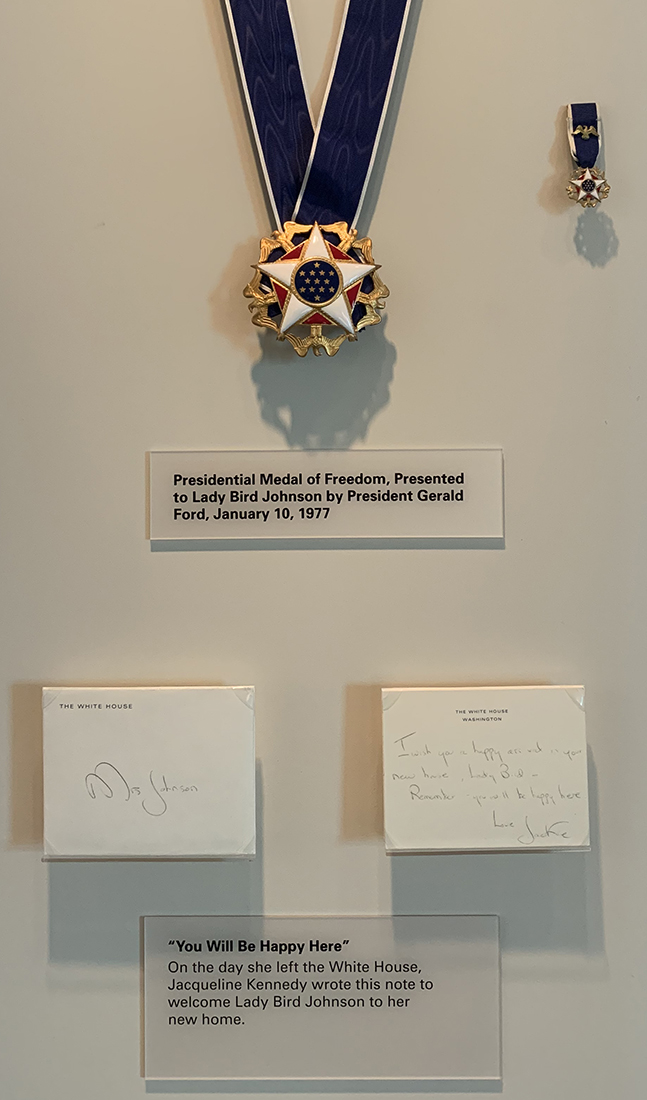 Presidential Medal of Freedom, Presented
to Lady Bird Johnson by President Gerald
Ford, January 10, 1977
THE WHITE HOUSE
Mrs Johnson
THE WHITE HOUSE
WASHINGTON
I wish you a happy arrival in your
new house, Lady Bird –
Remember - you will be happy here
Love
Jackie
“You Will Be Happy Here”
On the day she left the White House,
Jacqueline Kennedy wrote this note to
welcome Lady Bird Johnson to her
new home.